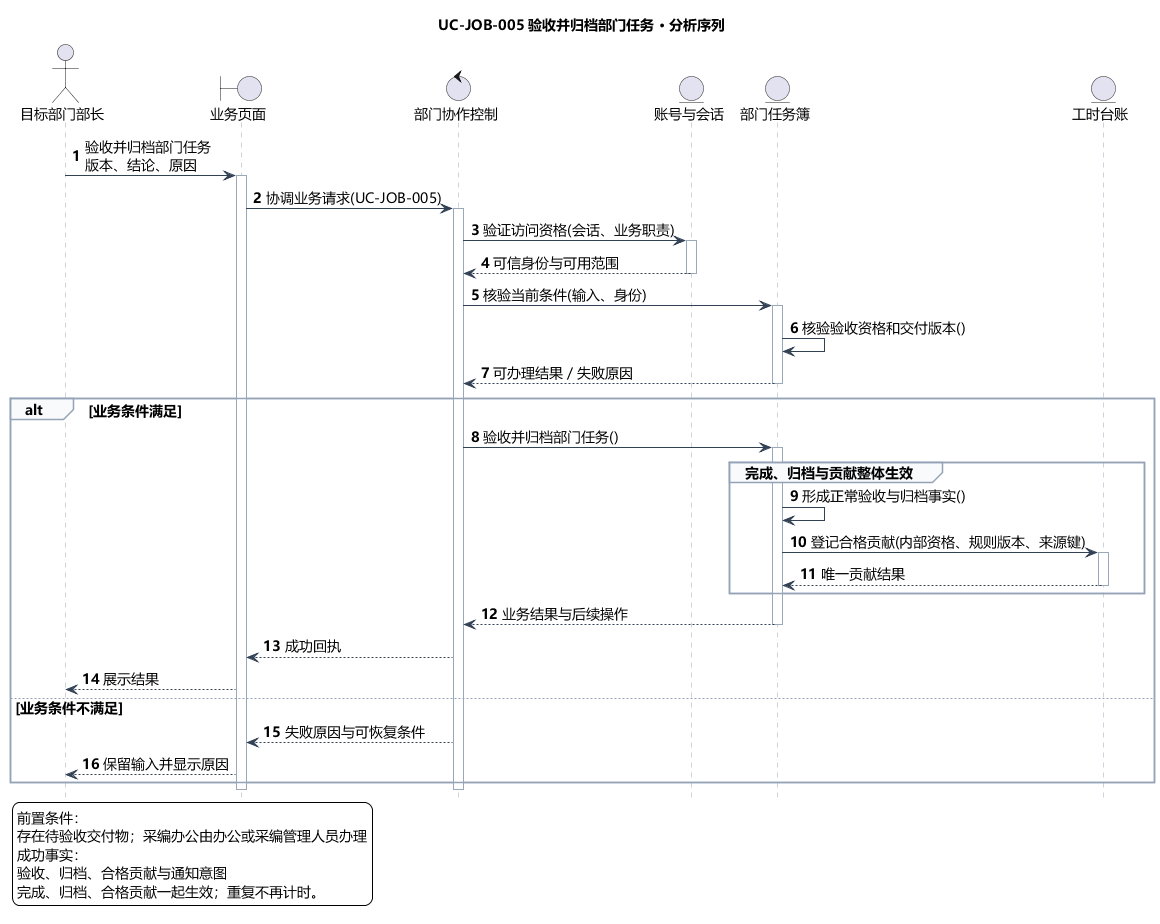 UC-JOB-005 验收并归档部门任务・分析序列
目标部门部长
业务页面
部门协作控制
账号与会话
部门任务簿
工时台账
1 验收并归档部门任务
版本、结论、原因
2 协调业务请求(UC-JOB-005)
3 验证访问资格(会话、业务职责)
4 可信身份与可用范围
5 核验当前条件(输入、身份)
6 核验验收资格和交付版本()
7 可办理结果 / 失败原因
alt [业务条件满足]
8 验收并归档部门任务()
完成、归档与贡献整体生效
9 形成正常验收与归档事实()
10 登记合格贡献(内部资格、规则版本、来源键)
11 唯一贡献结果
12 业务结果与后续操作
13 成功回执
14 展示结果
[业务条件不满足]
15 失败原因与可恢复条件
16 保留输入并显示原因
前置条件：
存在待验收交付物；采编办公由办公或采编管理人员办理
成功事实：
验收、归档、合格贡献与通知意图
完成、归档、合格贡献一起生效；重复不再计时。